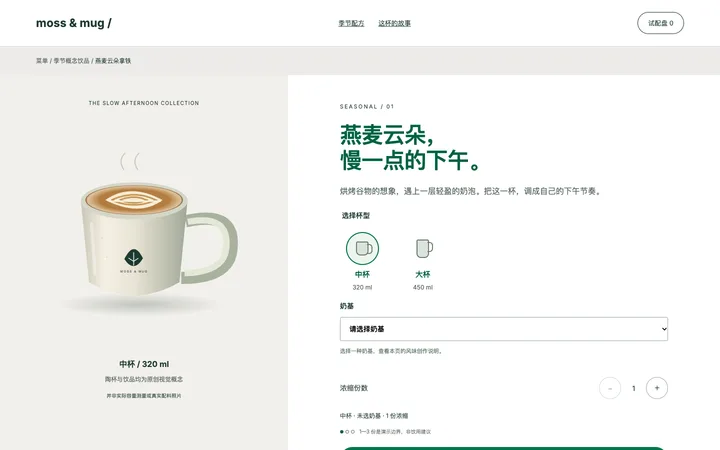 moss & mug /
季节配方
这杯的故事
试配盘 0
菜单 / 季节概念饮品 / 燕麦云朵拿铁
THE SLOW AFTERNOON COLLECTION
MOSS & MUG
中杯 / 320 ml
陶杯与饮品均为原创视觉概念
并非实际容量测量或真实配料照片
SEASONAL / 01
燕麦云朵,
慢一点的下午。
烘烤谷物的想象,遇上一层轻盈的奶泡。把这一杯,调成自己的下午节奏。
选择杯型
中杯
320 ml
大杯
450 ml
奶基
请选择奶基
选择一种奶基,查看本页的风味创作说明。
浓缩份数
− 1 +
中杯 · 未选奶基 · 1 份浓缩
1—3 份是演示边界,非饮用建议